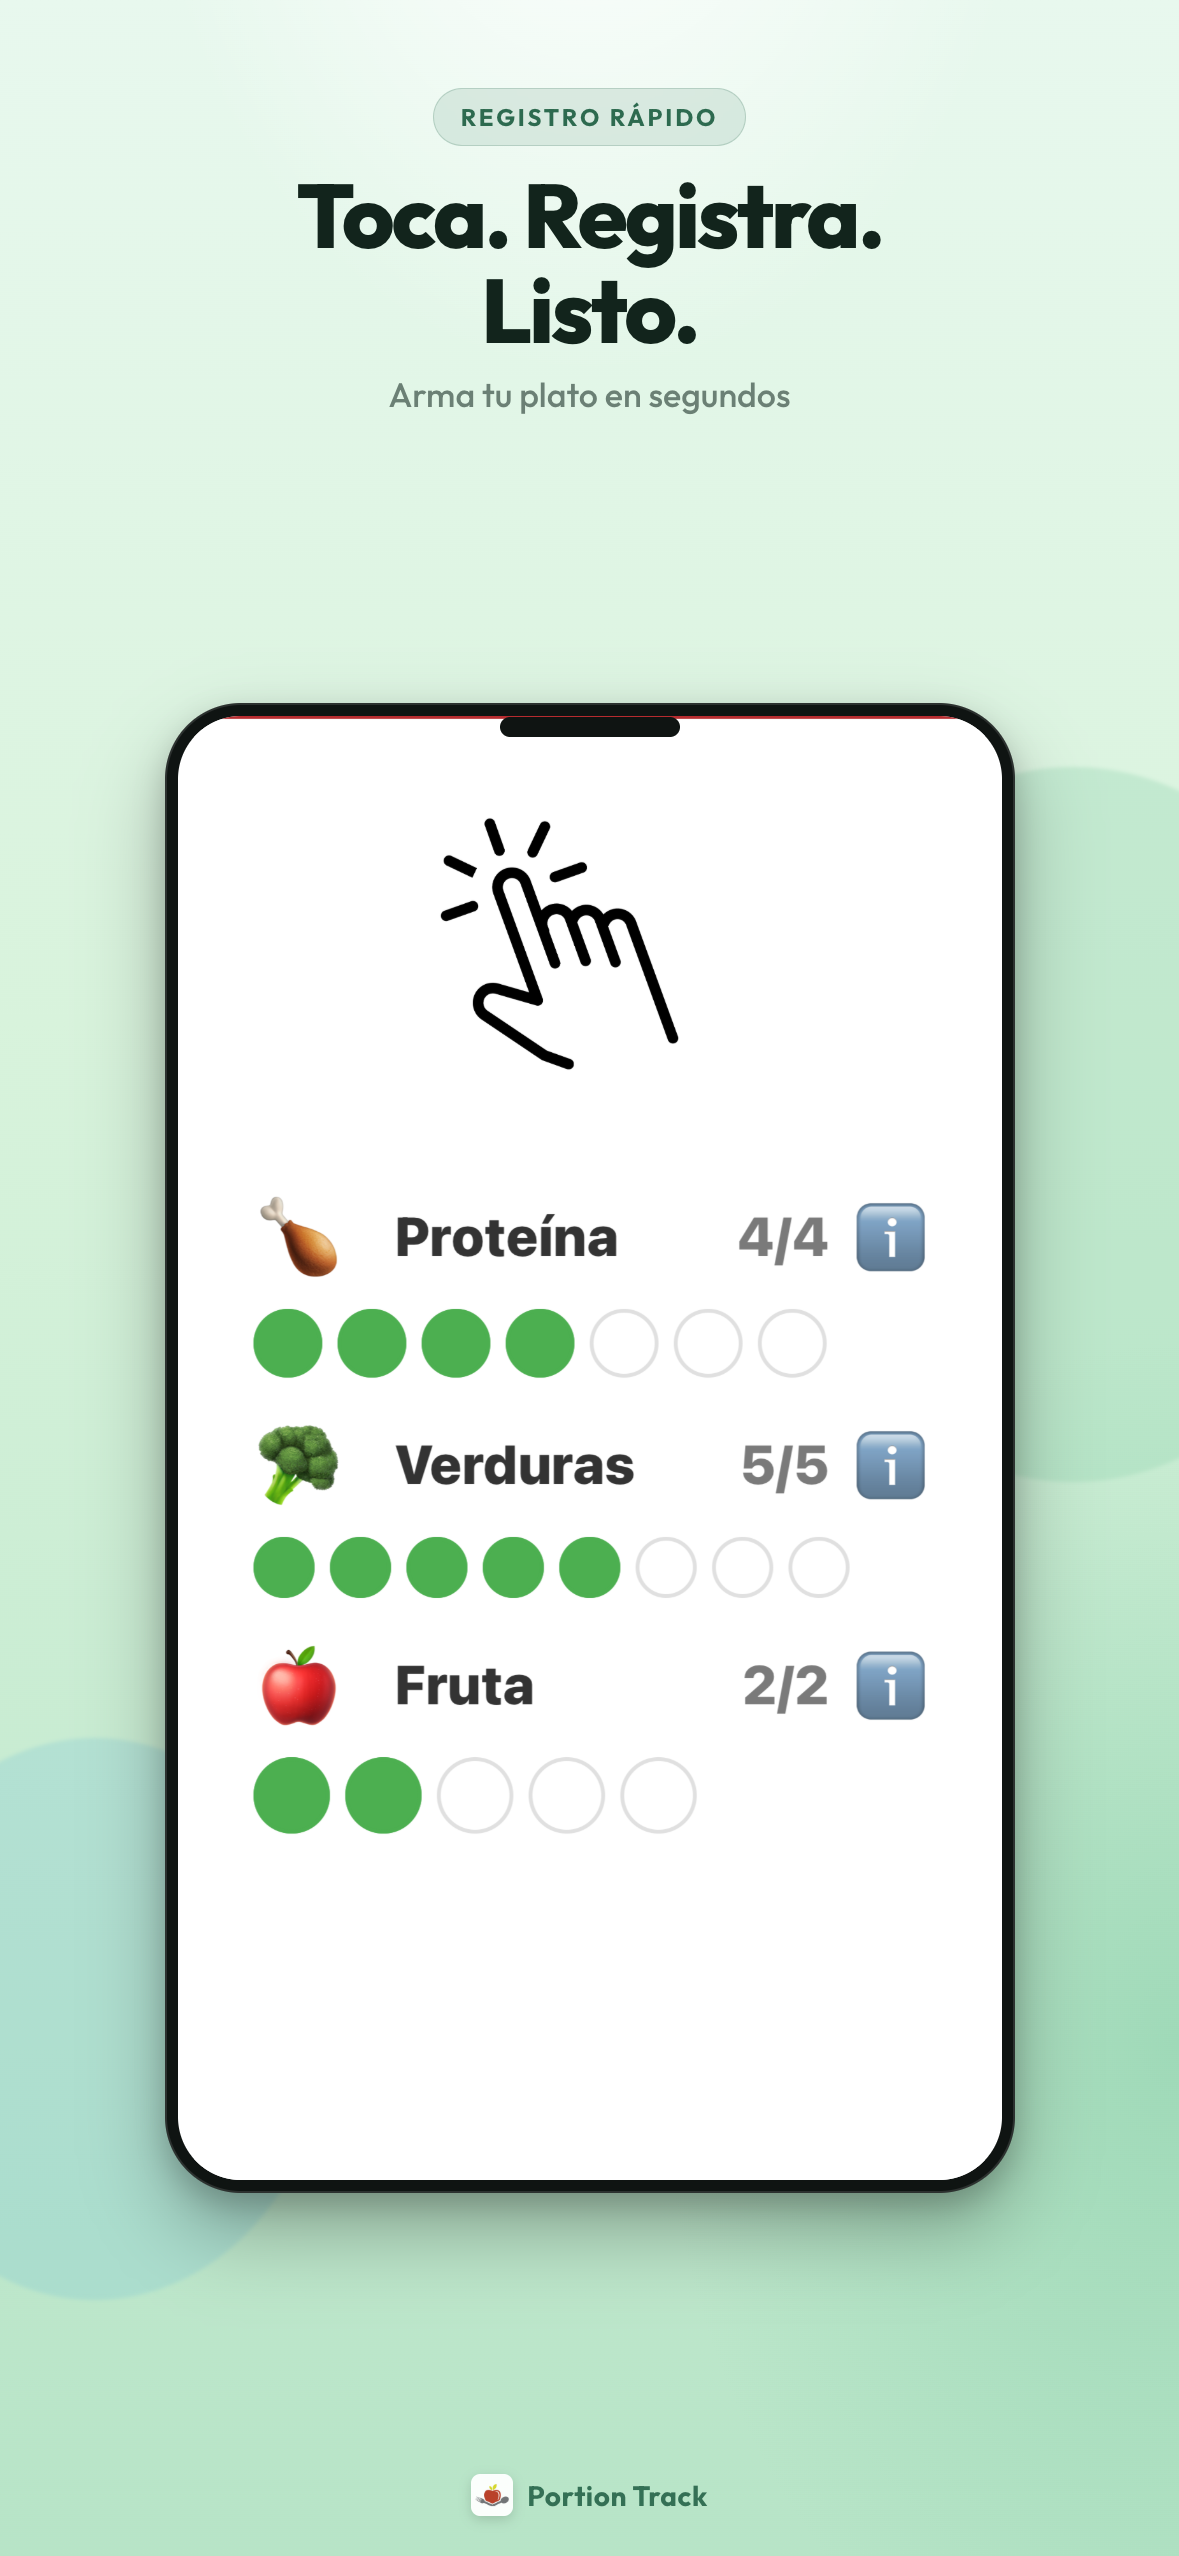 REGISTRO RÁPIDO
Toca. Registra.
Listo.
Arma tu plato en segundos
Proteína 4/4 i
Verduras 5/5 i
Fruta 2/2 i
Portion Track